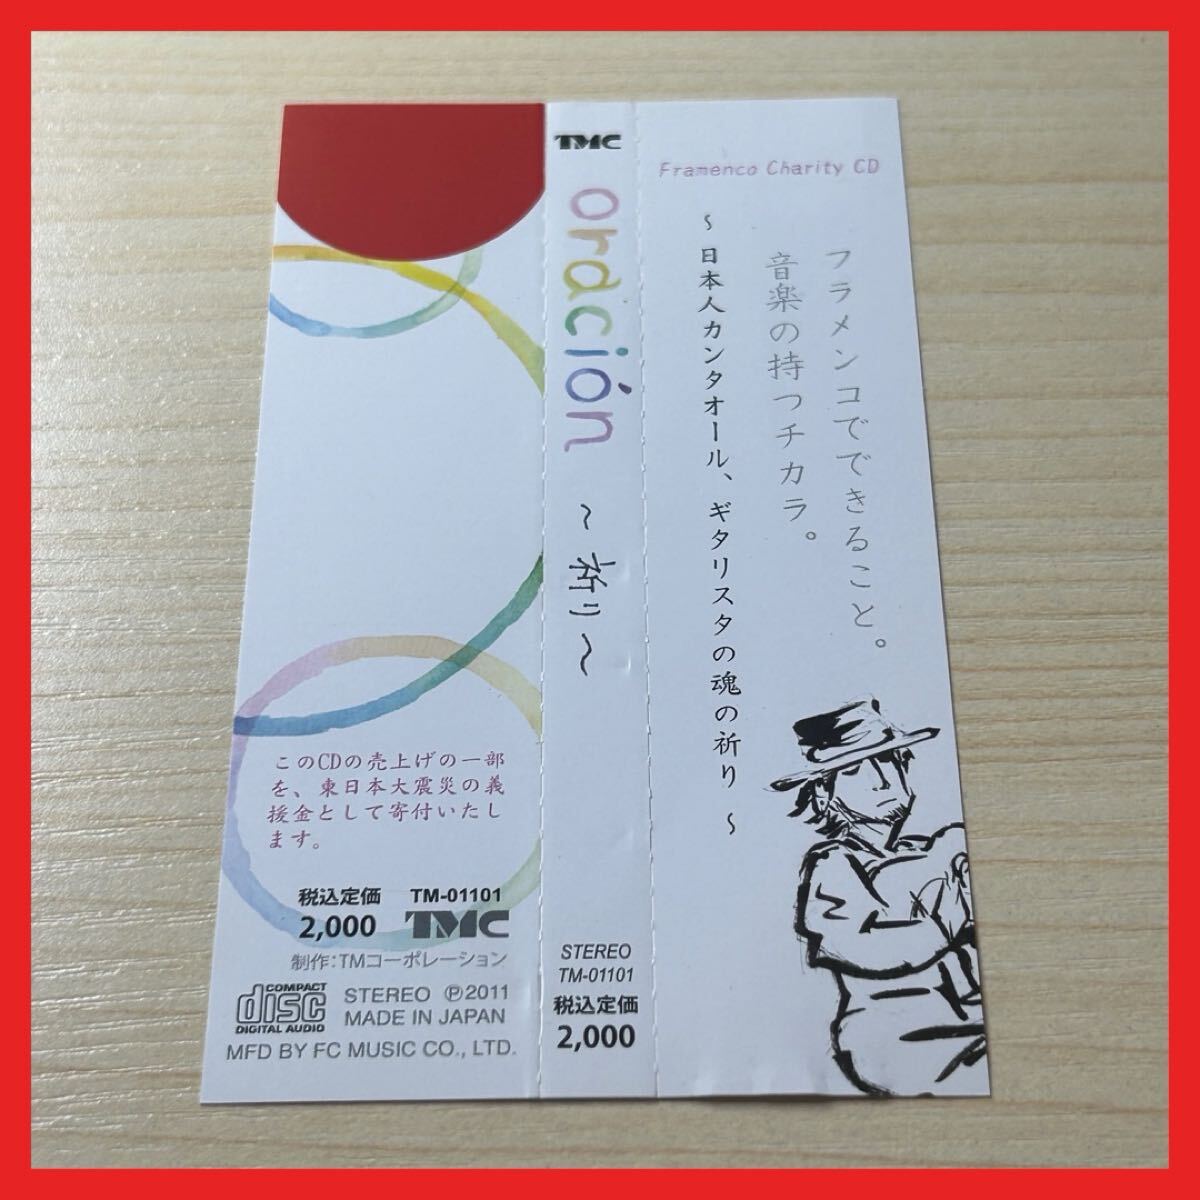 Framenco Charity CD
フラメンコでできること。
音楽の持つチカラ。
～日本人カンタオール、ギタリスタの魂の祈り～
TMC
oración
～祈り～
STEREO
TM-01101
税込定価
2,000
このCDの売上げの一部
を、東日本大震災の義
援金として寄付いたし
ます。
税込定価 TM-01101
2,000 TMC
制作:TMコーポレーション
COMPACT
disc
DIGITAL AUDIO
STEREO Ⓟ2011
MADE IN JAPAN
MFD BY FC MUSIC CO., LTD.